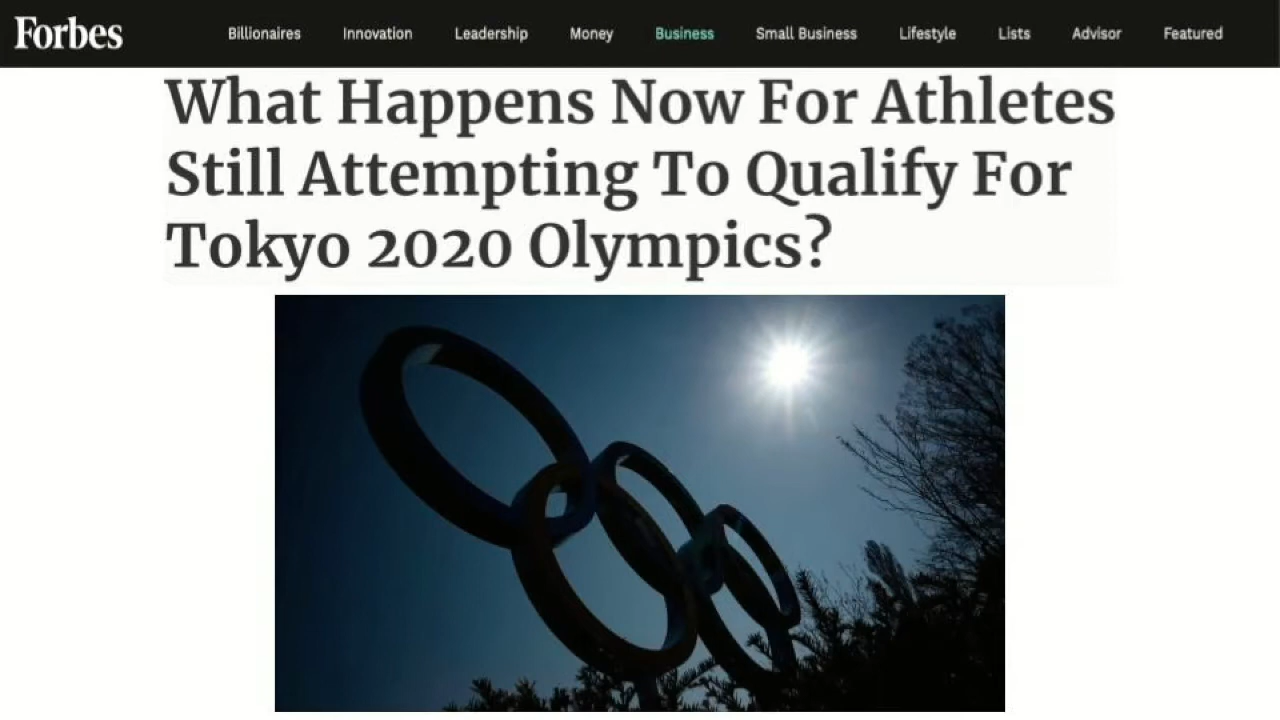 Forbes Billionaires Innovation Leadership Money Business Small Business Lifestyle Lists Advisor Featured
What Happens Now For Athletes
Still Attempting To Qualify For
Tokyo 2020 Olympics?